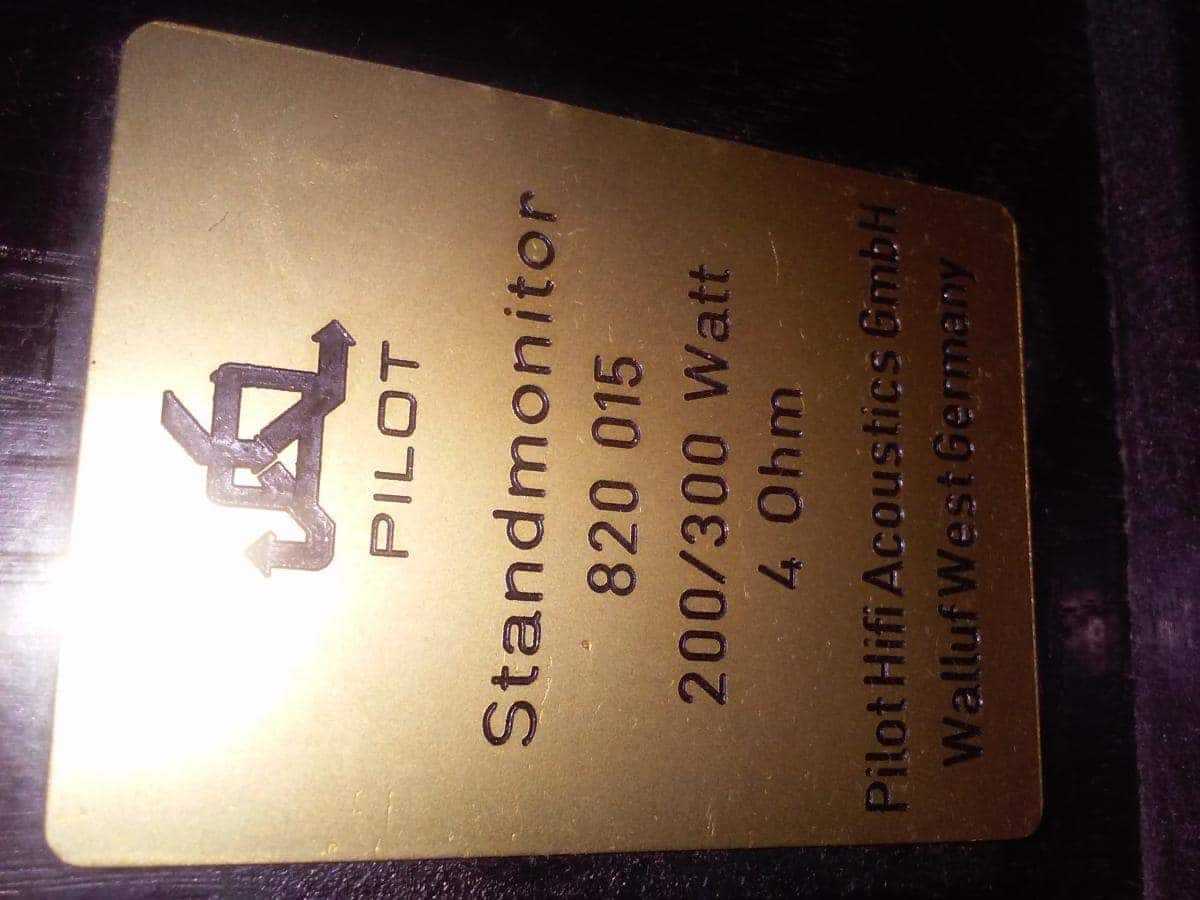 PILOT
Standmonitor
820 015
200/300 Watt
4 Ohm
Pilot Hifi Acoustics GmbH
Walluf West Germany